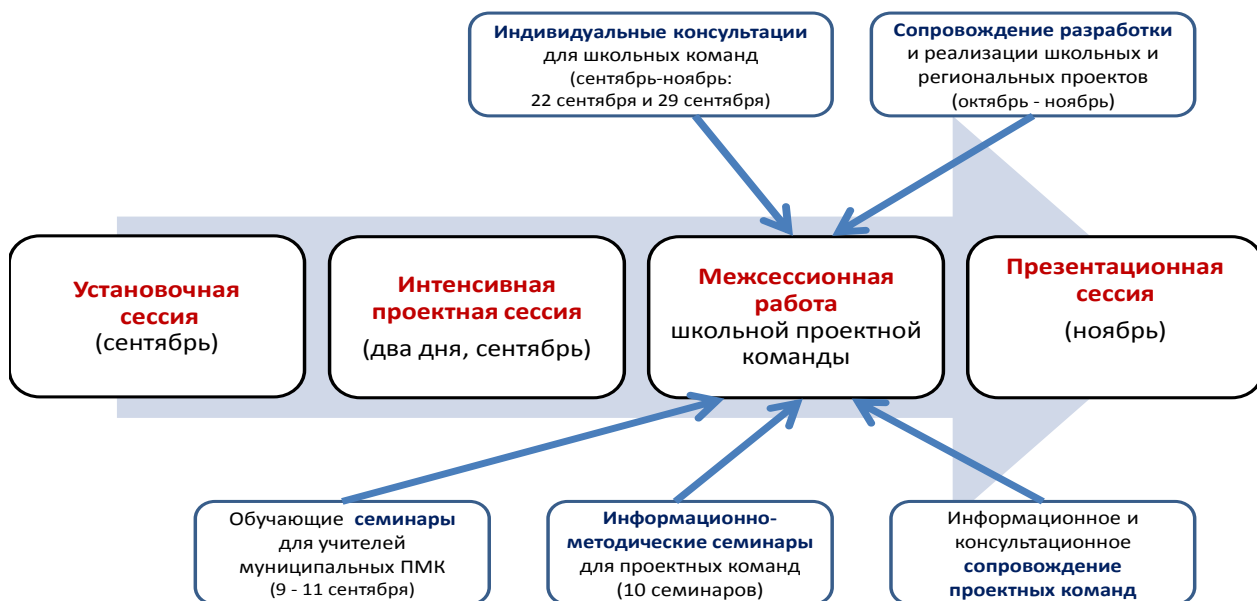 Индивидуальные консультации
для школьных команд
(сентябрь-ноябрь:
22 сентября и 29 сентября)
Сопровождение разработки
и реализации школьных и
региональных проектов
(октябрь - ноябрь)
Установочная
сессия
(сентябрь)
Интенсивная
проектная сессия
(два дня, сентябрь)
Межсессионная
работа
школьной проектной
команды
Презентационная
сессия
(ноябрь)
Обучающие семинары
для учителей
муниципальных ПМК
(9 - 11 сентября)
Информационно-
методические семинары
для проектных команд
(10 семинаров)
Информационное и
консультационное
сопровождение
проектных команд